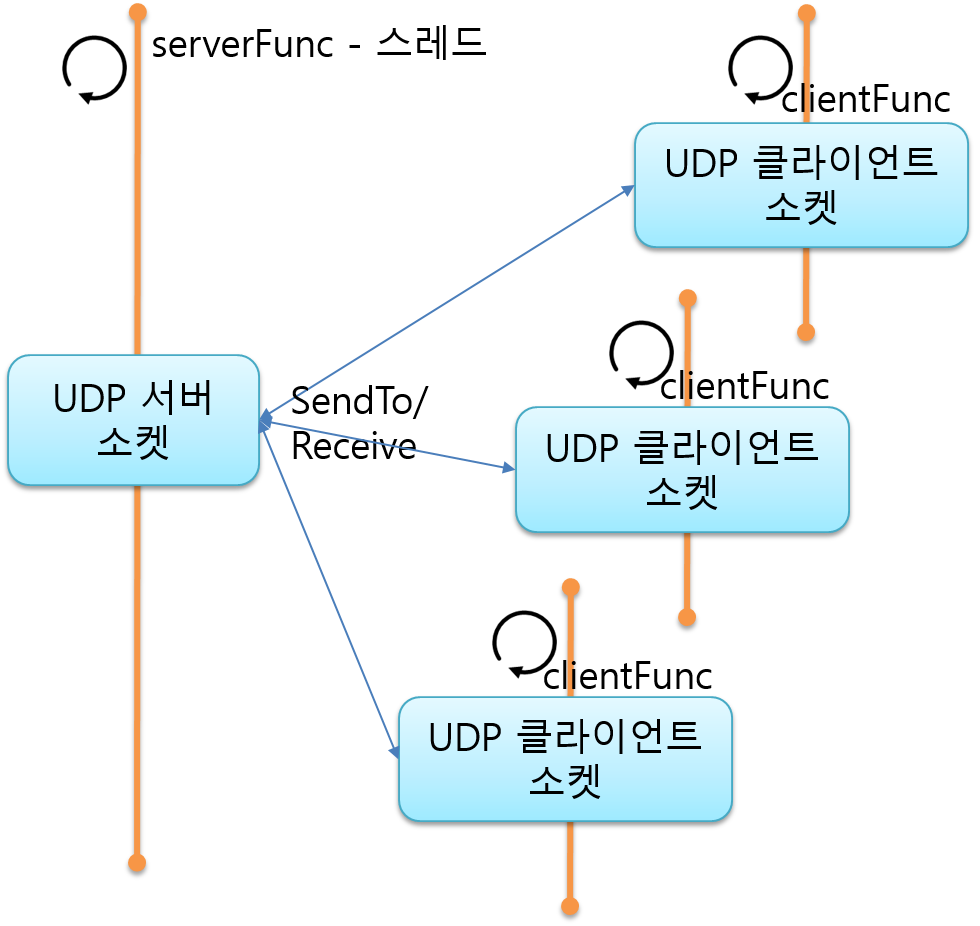 serverFunc - 스레드
clientFunc
UDP 클라이언트
소켓
clientFunc
UDP 서버
소켓
SendTo/
Receive
UDP 클라이언트
소켓
clientFunc
UDP 클라이언트
소켓